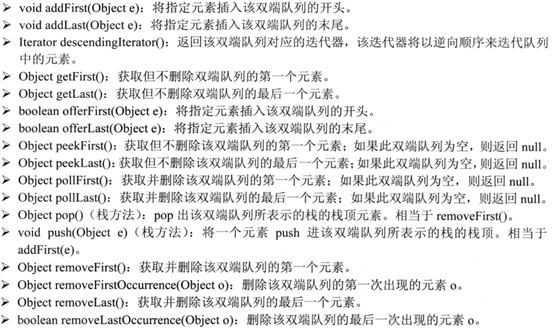 ➢ void addFirst(Object e)：将指定元素插入该双端队列的开头。
➢ void addLast(Object e)：将指定元素插入该双端队列的末尾。
➢ Iterator descendingIterator()：返回该双端队列对应的迭代器，该迭代器将以逆向顺序来迭代队列
中的元素。
➢ Object getFirst()：获取但不删除双端队列的第一个元素。
➢ Object getLast()：获取但不删除双端队列的最后一个元素。
➢ boolean offerFirst(Object e)：将指定元素插入该双端队列的开头。
➢ boolean offerLast(Object e)：将指定元素插入该双端队列的末尾。
➢ Object peekFirst()：获取但不删除该双端队列的第一个元素；如果此双端队列为空，则返回 null。
➢ Object peekLast()：获取但不删除该双端队列的最后一个元素；如果此双端队列为空，则返回 null。
➢ Object pollFirst()：获取并删除该双端队列的第一个元素；如果此双端队列为空，则返回 null。
➢ Object pollLast()：获取并删除该双端队列的最后一个元素；如果此双端队列为空，则返回 null。
➢ Object pop()（栈方法）：pop 出该双端队列所表示的栈的栈顶元素。相当于 removeFirst()。
➢ void push(Object e)（栈方法）：将一个元素 push 进该双端队列所表示的栈的栈顶。相当于
addFirst(e)。
➢ Object removeFirst()：获取并删除该双端队列的第一个元素。
➢ Object removeFirstOccurrence(Object o)：删除该双端队列的第一次出现的元素 o。
➢ Object removeLast()：获取并删除该双端队列的最后一个元素。
➢ boolean removeLastOccurrence(Object o)：删除该双端队列的最后一次出现的元素 o。